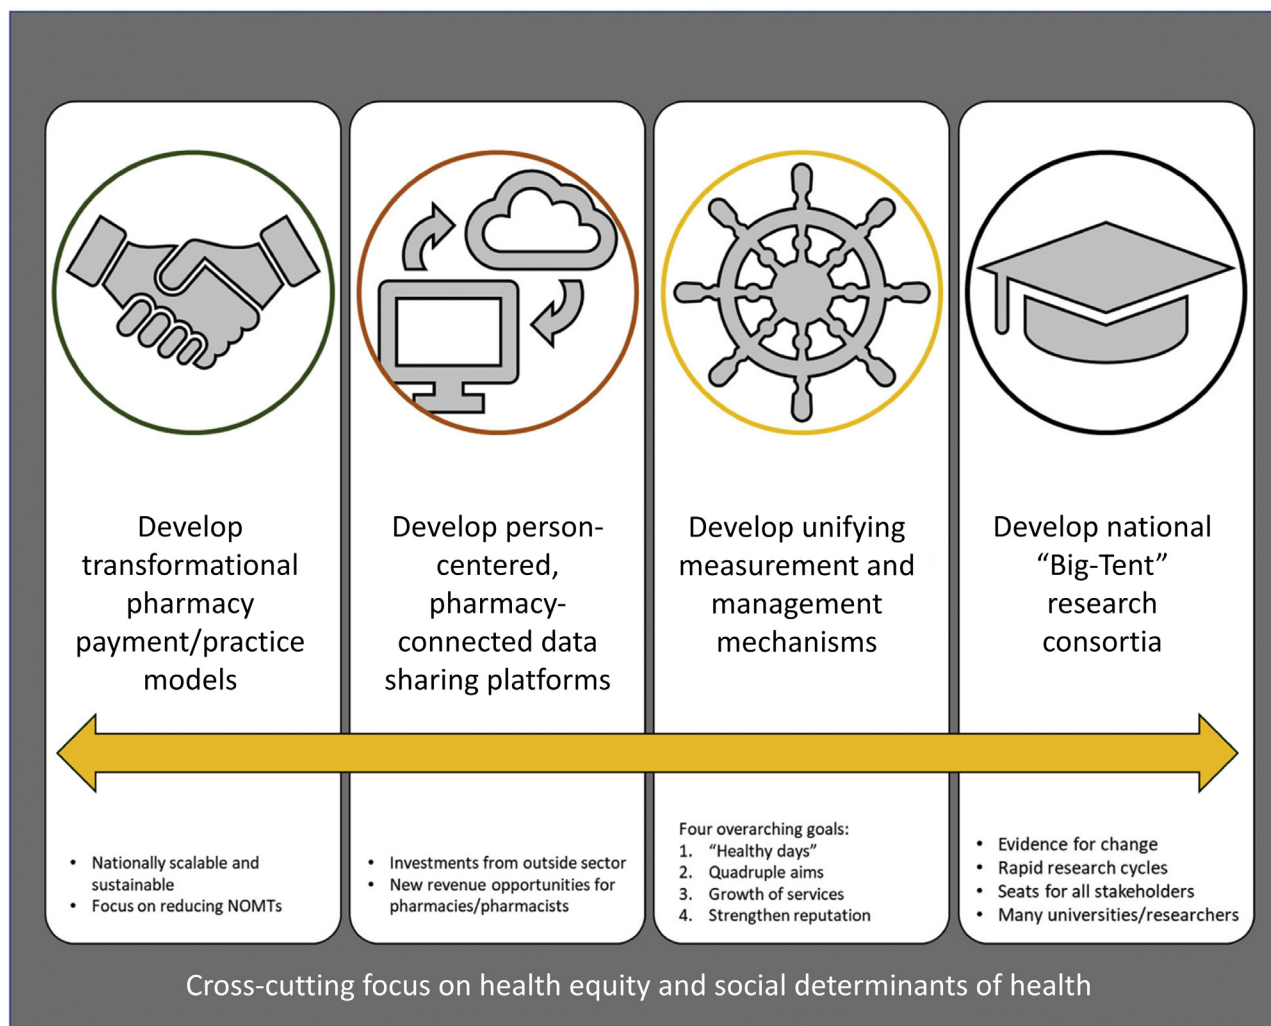 Develop
transformational
pharmacy
payment/practice
models
• Nationally scalable and
sustainable
• Focus on reducing NOMTs
Develop person-
centered,
pharmacy-
connected data
sharing platforms
• Investments from outside sector
• New revenue opportunities for
pharmacies/pharmacists
Develop unifying
measurement and
management
mechanisms
Four overarching goals:
1. “Healthy days”
2. Quadruple aims
3. Growth of services
4. Strengthen reputation
Develop national
“Big-Tent”
research
consortia
• Evidence for change
• Rapid research cycles
• Seats for all stakeholders
• Many universities/researchers
Cross-cutting focus on health equity and social determinants of health